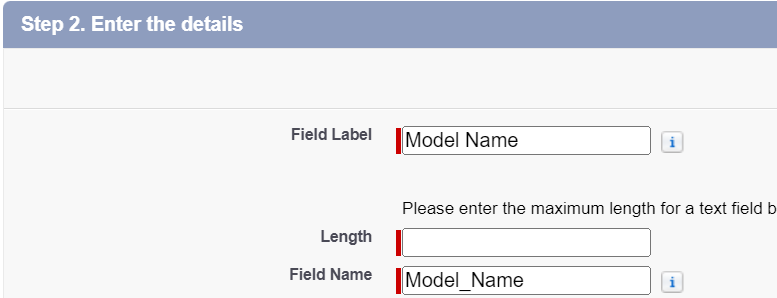 Step 2. Enter the details
Field Label Model Name i
Please enter the maximum length for a text field b
Length
Field Name Model_Name i